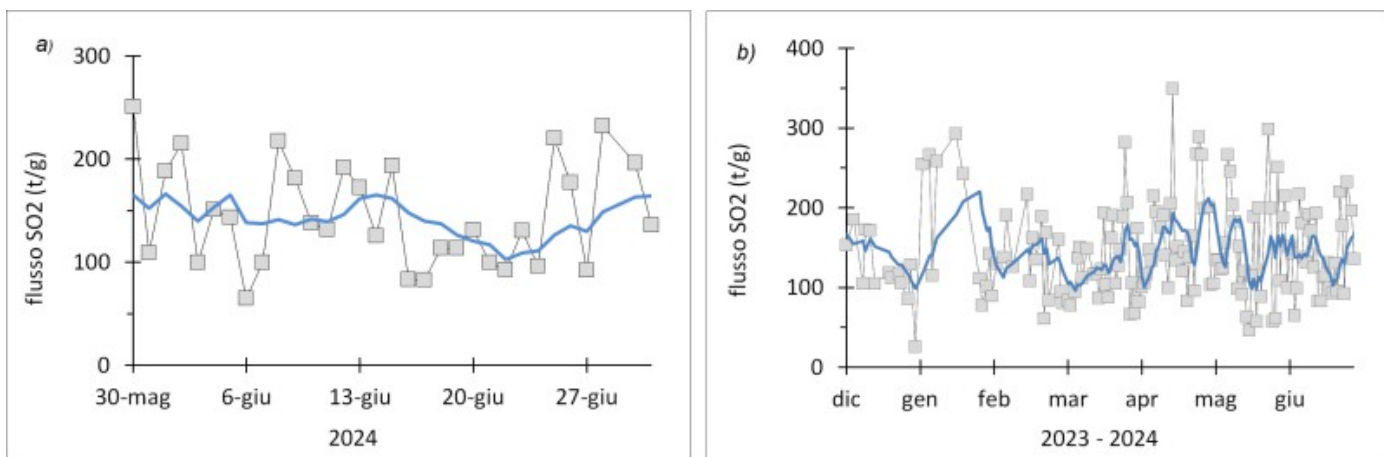 a)
300
200
100
0
flusso SO2 (t/g)
30-mag 6-giu 13-giu 20-giu 27-giu
2024
b)
400
300
200
100
0
flusso SO2 (t/g)
dic gen feb mar apr mag giu
2023 - 2024